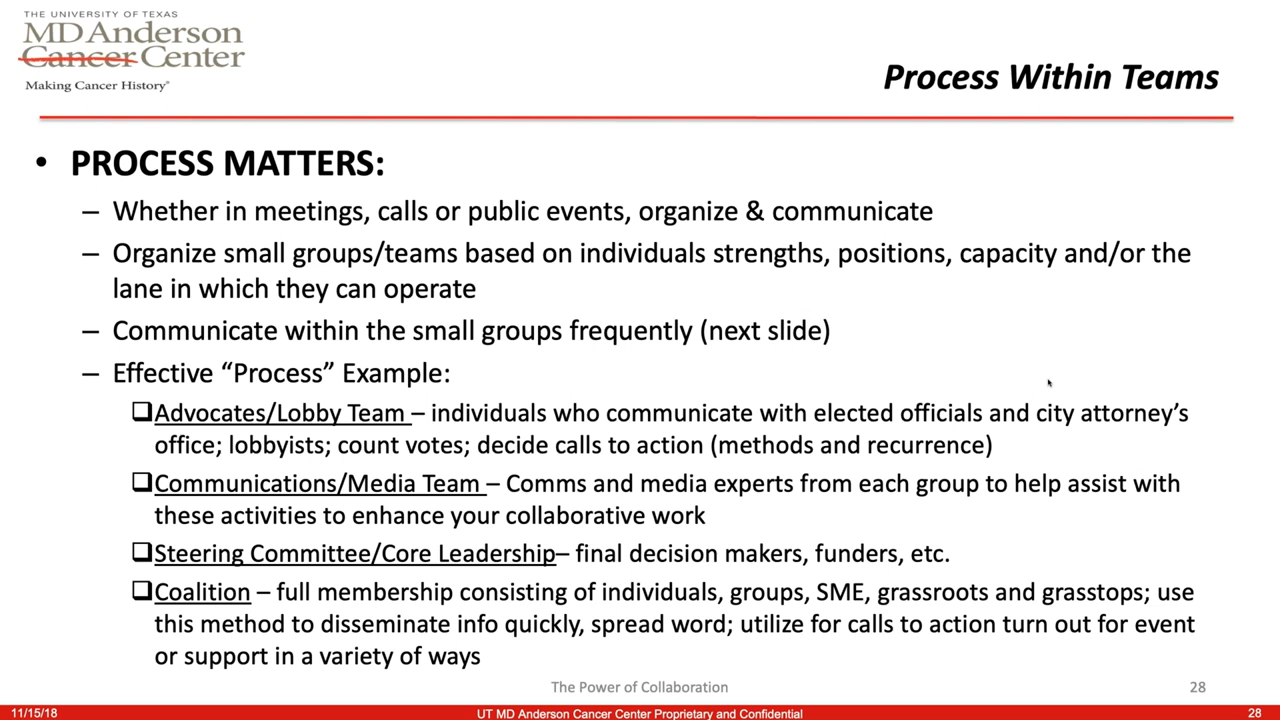 THE UNIVERSITY OF TEXAS
MD Anderson
Cancer Center
Making Cancer History®
Process Within Teams
• PROCESS MATTERS:
– Whether in meetings, calls or public events, organize & communicate
– Organize small groups/teams based on individuals strengths, positions, capacity and/or the
lane in which they can operate
– Communicate within the small groups frequently (next slide)
– Effective “Process” Example:
❑Advocates/Lobby Team – individuals who communicate with elected officials and city attorney’s
office; lobbyists; count votes; decide calls to action (methods and recurrence)
❑Communications/Media Team – Comms and media experts from each group to help assist with
these activities to enhance your collaborative work
❑Steering Committee/Core Leadership– final decision makers, funders, etc.
❑Coalition – full membership consisting of individuals, groups, SME, grassroots and grasstops; use
this method to disseminate info quickly, spread word; utilize for calls to action turn out for event
or support in a variety of ways
The Power of Collaboration 28
11/15/18 UT MD Anderson Cancer Center Proprietary and Confidential 28